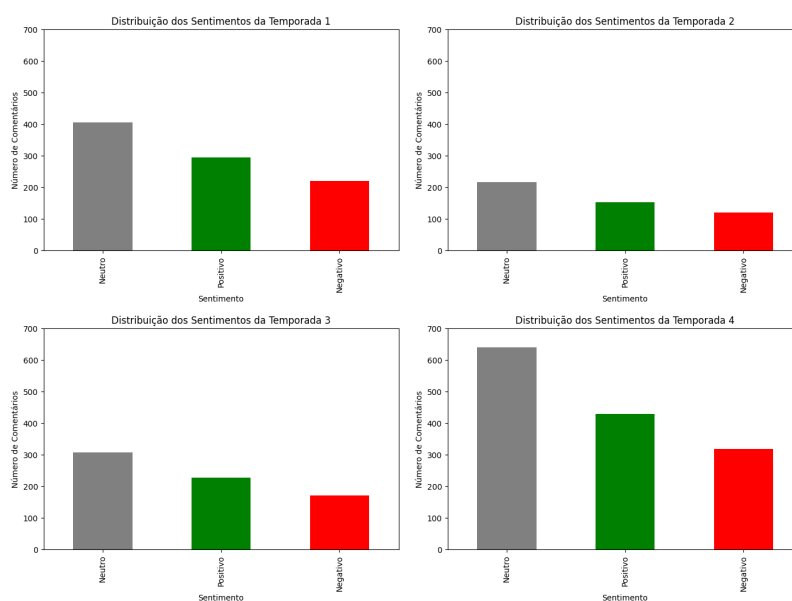 Distribuição dos Sentimentos da Temporada 1
700
600
500
400
300
200
100
0
Número de Comentários
Neutro
Positivo
Negativo
Sentimento
Distribuição dos Sentimentos da Temporada 2
700
600
500
400
300
200
100
0
Número de Comentários
Neutro
Positivo
Negativo
Sentimento
Distribuição dos Sentimentos da Temporada 3
700
600
500
400
300
200
100
0
Número de Comentários
Neutro
Positivo
Negativo
Sentimento
Distribuição dos Sentimentos da Temporada 4
700
600
500
400
300
200
100
0
Número de Comentários
Neutro
Positivo
Negativo
Sentimento